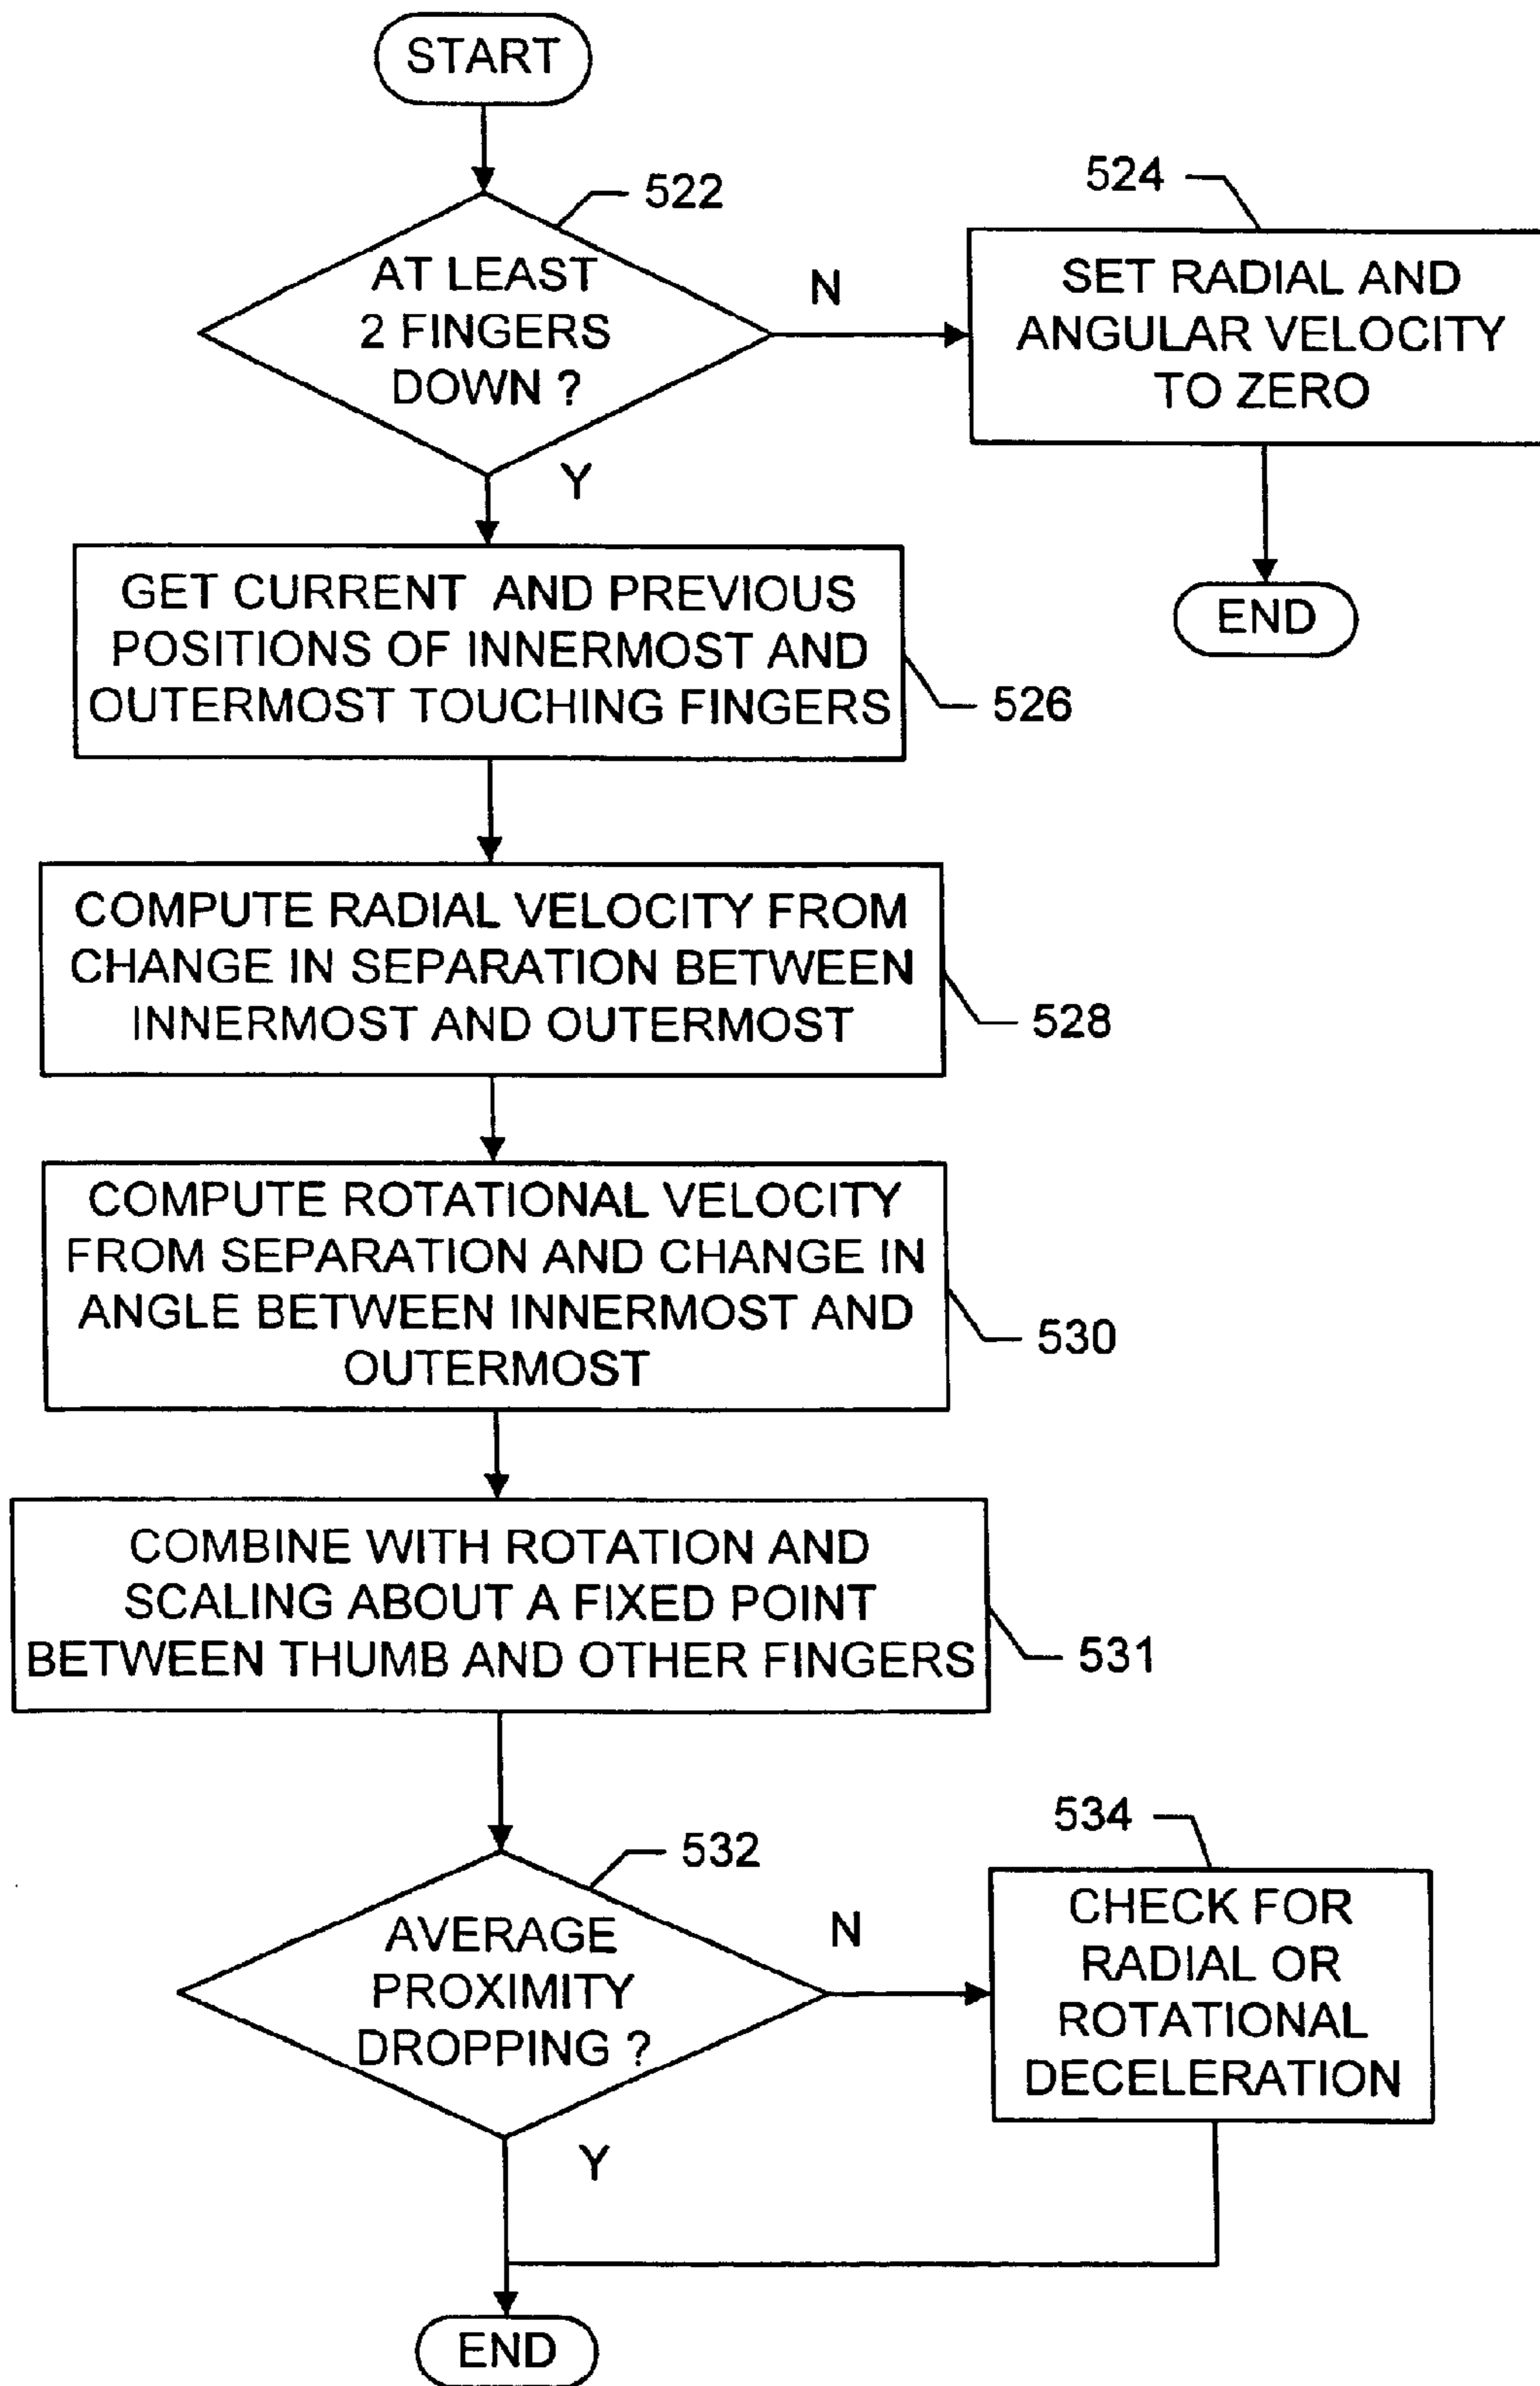 START
522
AT LEAST
2 FINGERS
DOWN ?
N
Y
524
SET RADIAL AND
ANGULAR VELOCITY
TO ZERO
END
GET CURRENT AND PREVIOUS
POSITIONS OF INNERMOST AND
OUTERMOST TOUCHING FINGERS
526
COMPUTE RADIAL VELOCITY FROM
CHANGE IN SEPARATION BETWEEN
INNERMOST AND OUTERMOST
528
COMPUTE ROTATIONAL VELOCITY
FROM SEPARATION AND CHANGE IN
ANGLE BETWEEN INNERMOST AND
OUTERMOST
530
COMBINE WITH ROTATION AND
SCALING ABOUT A FIXED POINT
BETWEEN THUMB AND OTHER FINGERS
531
532
AVERAGE
PROXIMITY
DROPPING ?
N
Y
534
CHECK FOR
RADIAL OR
ROTATIONAL
DECELERATION
END